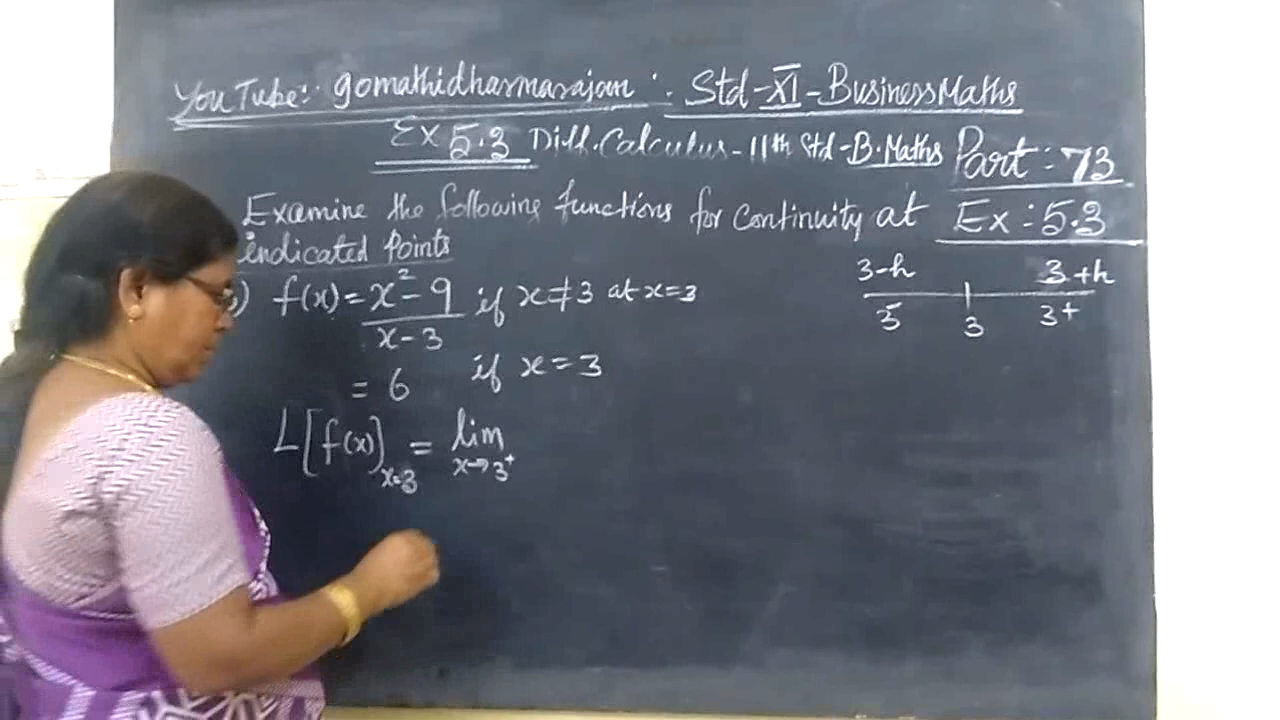 YouTube: gomathidharmarajan : Std-XI-BusinessMaths
Ex 5.3 Diff.Calculus-11th Std-B.Maths Part:73
Examine the following functions for Continuity at Ex:5.3
indicated points
) f(x) = x²-9 if x≠3 at x=3
x-3
= 6 if x=3
L[f(x)]x=3 = lim x→3⁺
3-h 3+h
3 3+